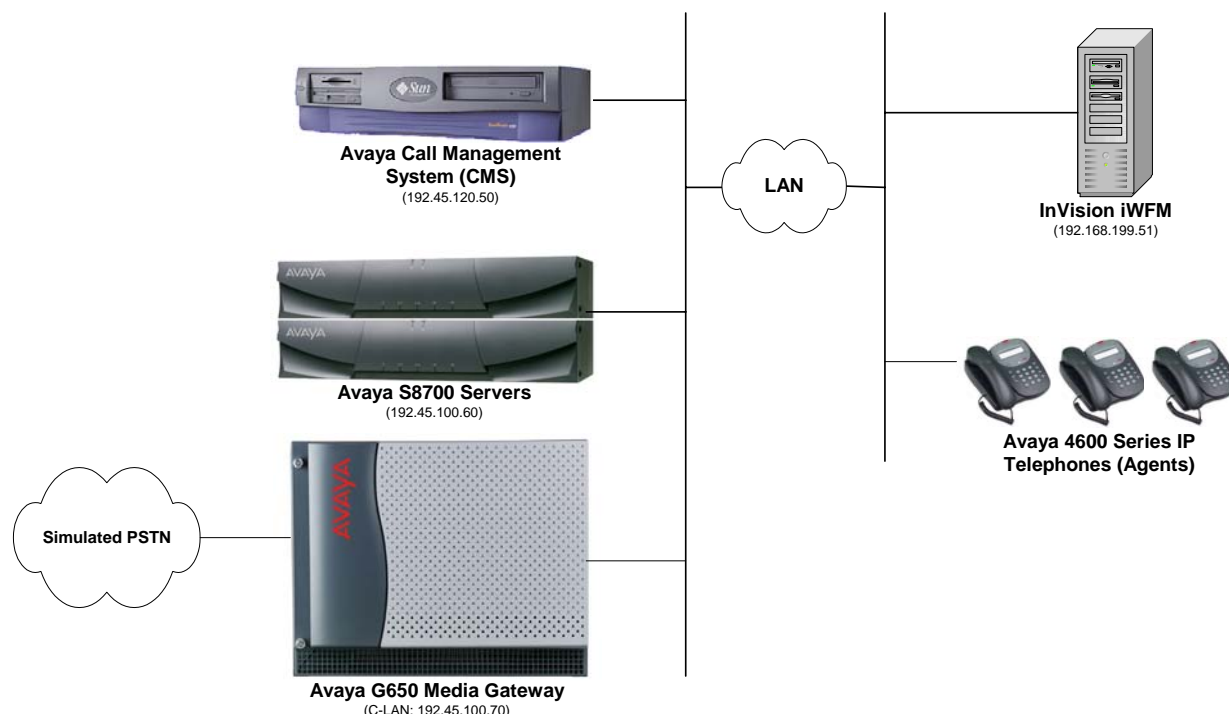 Sun
Avaya Call Management
System (CMS)
(192.45.120.50)
LAN
InVision iWFM
(192.168.199.51)
AVAYA
AVAYA
Avaya S8700 Servers
(192.45.100.60)
Avaya 4600 Series IP
Telephones (Agents)
Simulated PSTN
AVAYA
Avaya G650 Media Gateway
(C-LAN: 192.45.100.70)